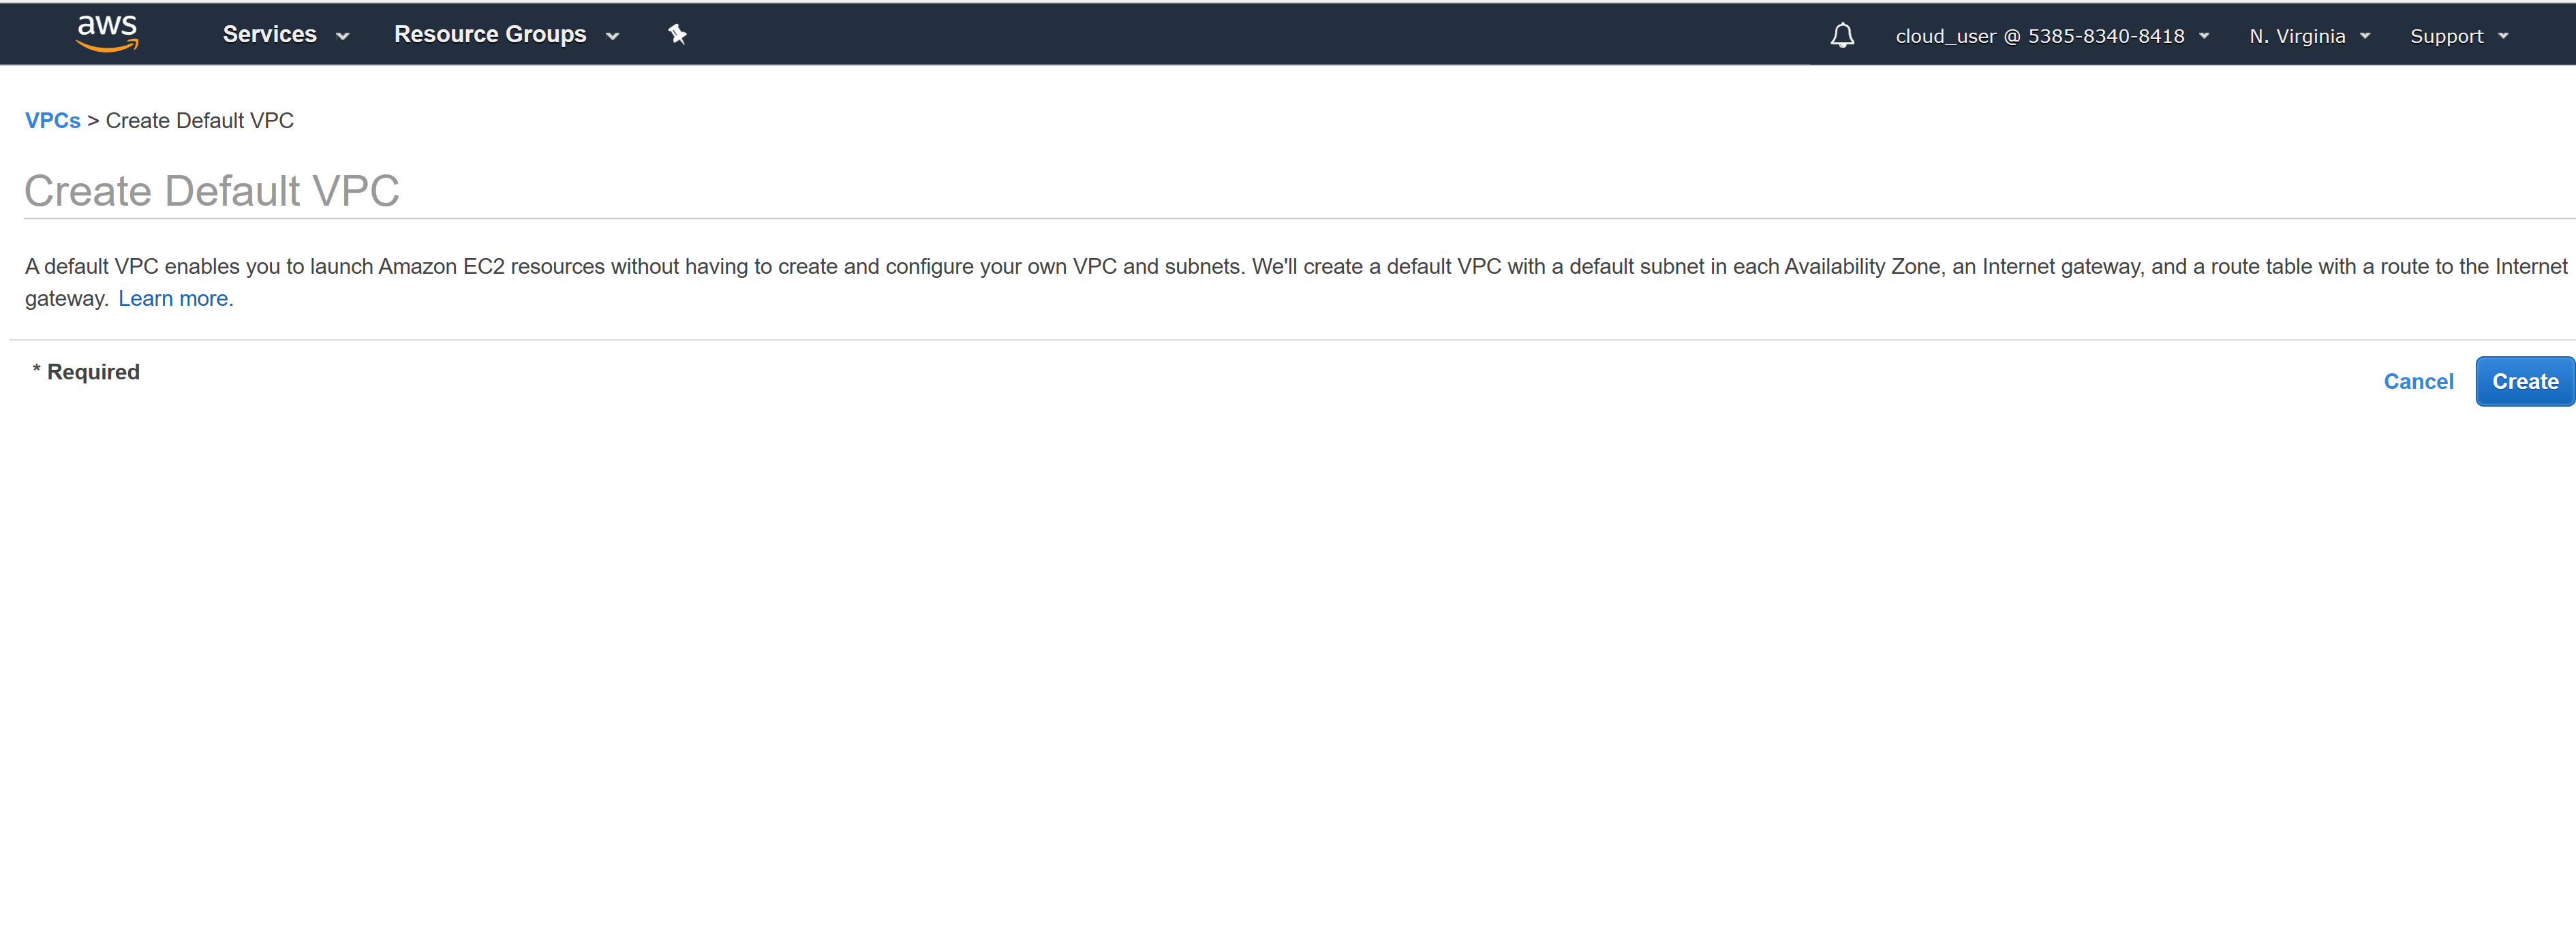 aws Services Resource Groups cloud_user @ 5385-8340-8418 N. Virginia Support
VPCs > Create Default VPC
Create Default VPC
A default VPC enables you to launch Amazon EC2 resources without having to create and configure your own VPC and subnets. We'll create a default VPC with a default subnet in each Availability Zone, an Internet gateway, and a route table with a route to the Internet
gateway. Learn more.
* Required
Cancel Create